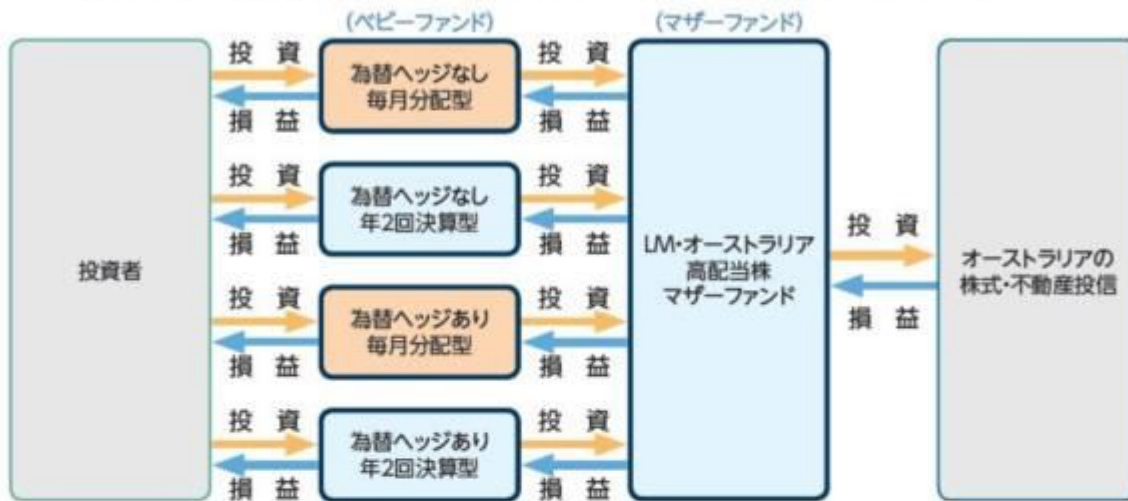 (ベビーファンド)
(マザーファンド)
投資者
投 資
損 益
為替ヘッジなし
毎月分配型
投 資
損 益
投 資
損 益
為替ヘッジなし
年2回決算型
投 資
損 益
投 資
損 益
為替ヘッジあり
毎月分配型
投 資
損 益
投 資
損 益
為替ヘッジあり
年2回決算型
投 資
損 益
LM・オーストラリア
高配当株
マザーファンド
投 資
損 益
オーストラリアの
株式・不動産投信